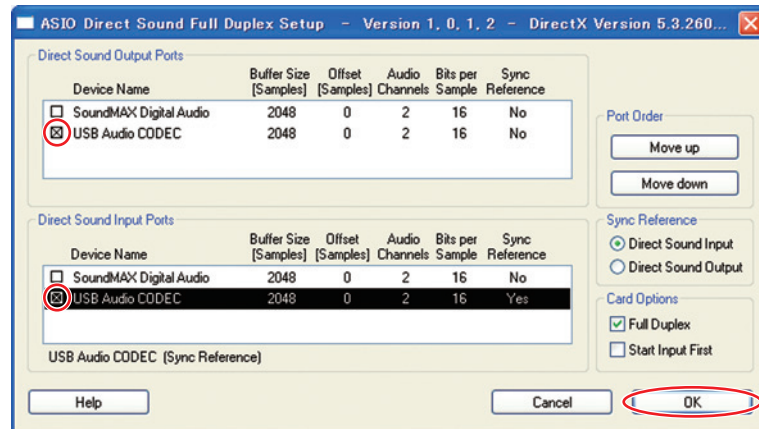 ASIO Direct Sound Full Duplex Setup - Version 1, 0, 1, 2 - DirectX Version 5.3.260...
Direct Sound Output Ports
Device Name Buffer Size [Samples] Offset [Samples] Audio Channels Bits per Sample Sync Reference
SoundMAX Digital Audio 2048 0 2 16 No
USB Audio CODEC 2048 0 2 16 No
Port Order
Move up
Move down
Direct Sound Input Ports
Device Name Buffer Size [Samples] Offset [Samples] Audio Channels Bits per Sample Sync Reference
SoundMAX Digital Audio 2048 0 2 16 No
USB Audio CODEC 2048 0 2 16 Yes
USB Audio CODEC (Sync Reference)
Sync Reference
Direct Sound Input
Direct Sound Output
Card Options
Full Duplex
Start Input First
Help
Cancel
OK